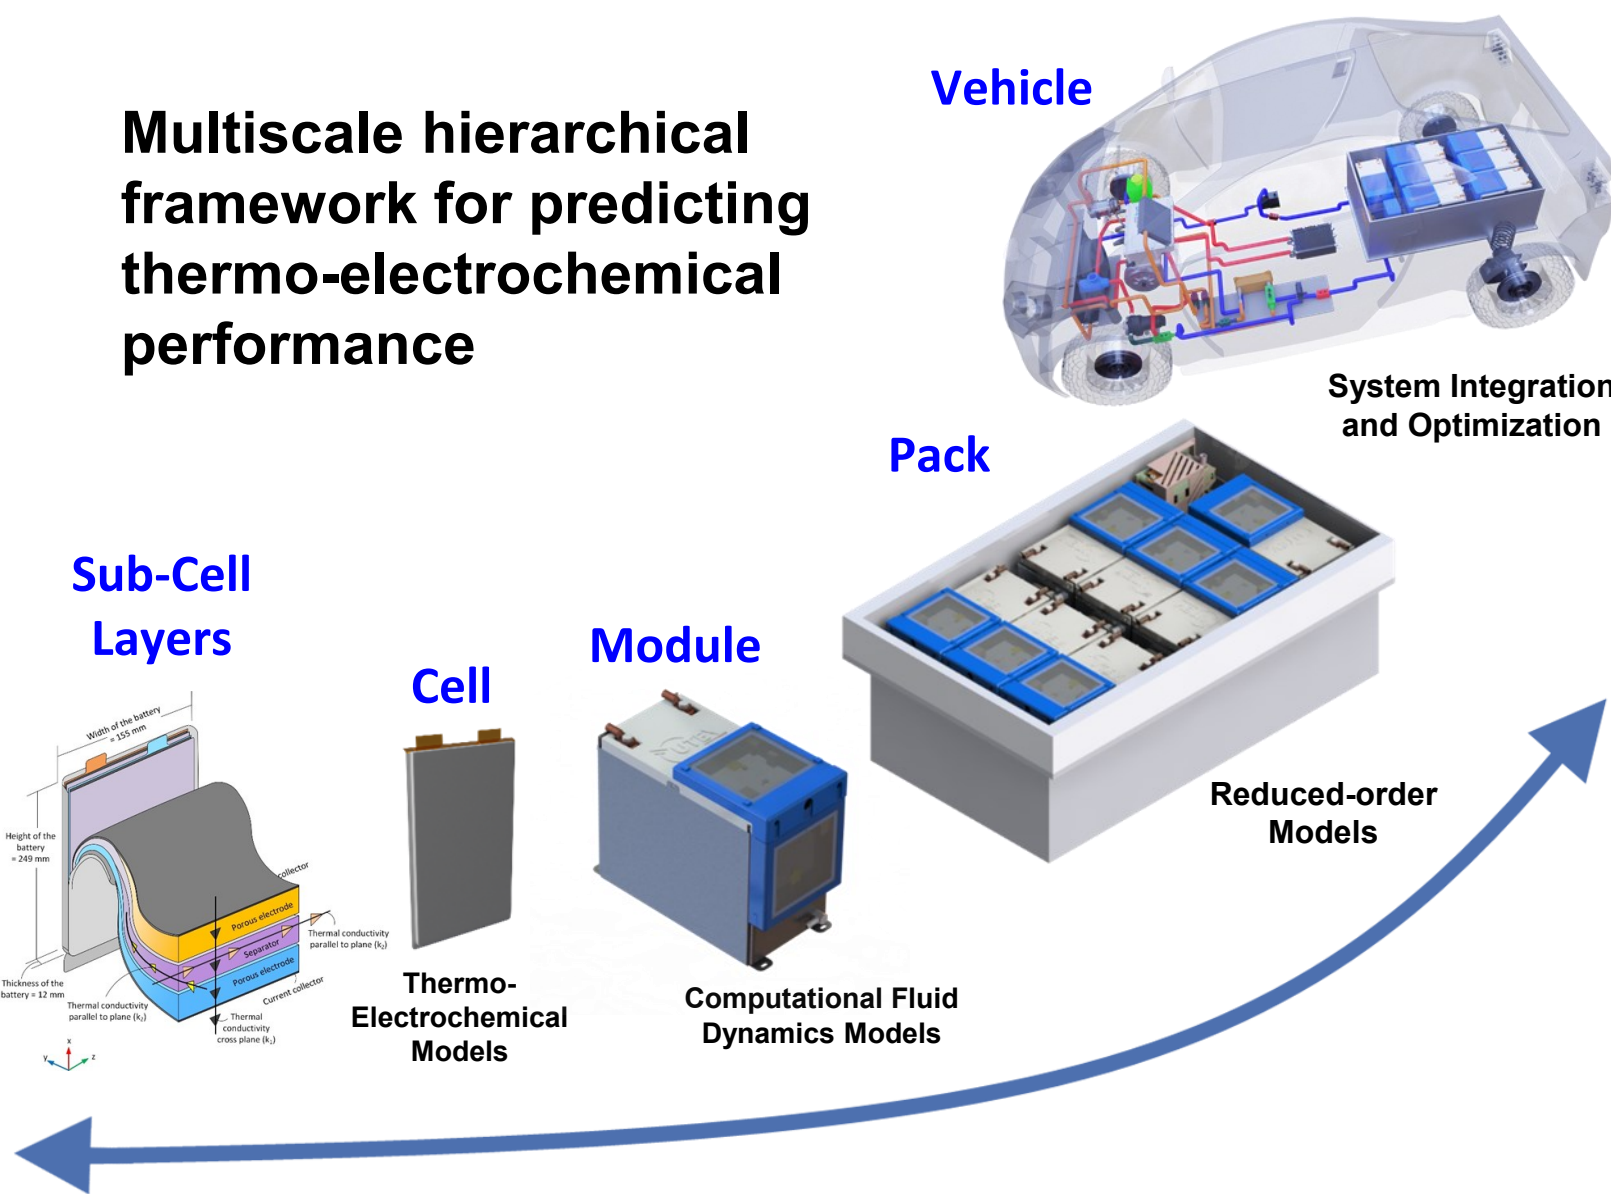 Multiscale hierarchical
framework for predicting
thermo-electrochemical
performance
Vehicle
System Integration
and Optimization
Pack
Reduced-order
Models
Sub-Cell
Layers
Cell
Module
Width of the battery
= 155 mm
Height of the
battery
= 249 mm
collector
Porous electrode
Separator
Porous electrode
Current collector
Thermal conductivity
parallel to plane (k₂)
Thickness of the
battery = 12 mm
Thermal conductivity
parallel to plane (k₂)
Thermal
conductivity
cross plane (k₁)
x
y
z
Thermo-
Electrochemical
Models
Computational Fluid
Dynamics Models